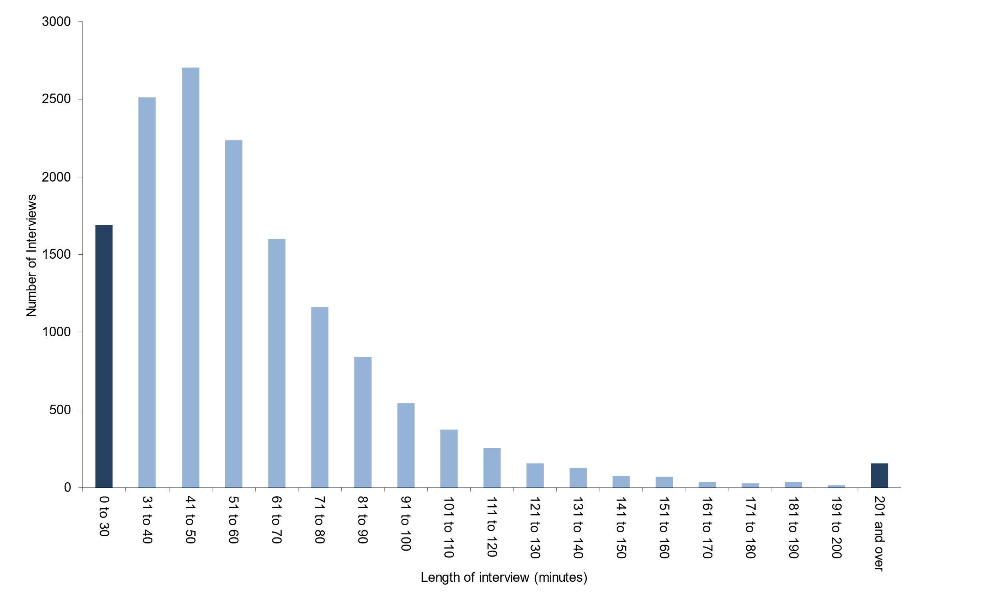 3000
2500
2000
1500
1000
500
0
Number of Interviews
0 to 30
31 to 40
41 to 50
51 to 60
61 to 70
71 to 80
81 to 90
91 to 100
101 to 110
111 to 120
121 to 130
131 to 140
141 to 150
151 to 160
161 to 170
171 to 180
181 to 190
191 to 200
201 and over
Length of interview (minutes)